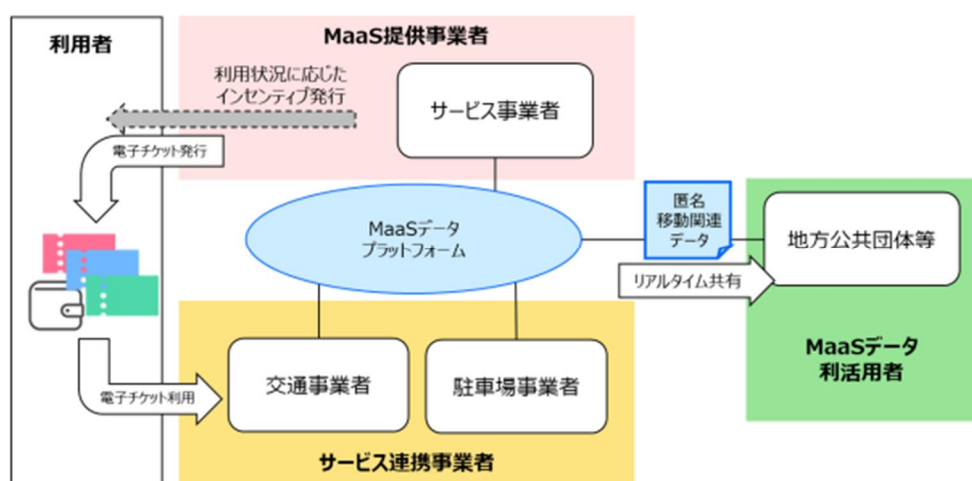 利用者
MaaS提供事業者
利用状況に応じた
インセンティブ発行
サービス事業者
電子チケット発行
MaaSデータ
プラットフォーム
匿名
移動関連
データ
地方公共団体等
リアルタイム共有
MaaSデータ
利活用者
交通事業者
駐車場事業者
電子チケット利用
サービス連携事業者